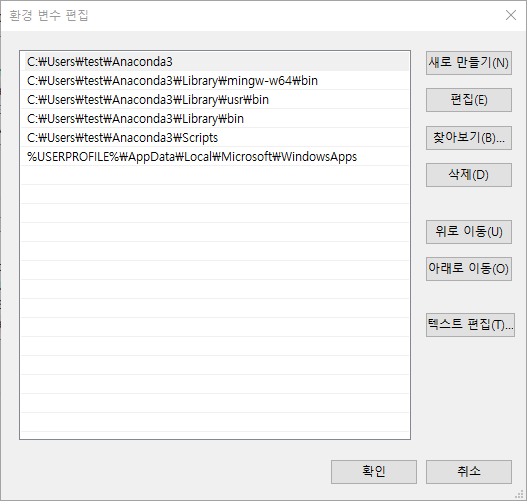 환경 변수 편집
C:₩Users₩test₩Anaconda3
C:₩Users₩test₩Anaconda3₩Library₩mingw-w64₩bin
C:₩Users₩test₩Anaconda3₩Library₩usr₩bin
C:₩Users₩test₩Anaconda3₩Library₩bin
C:₩Users₩test₩Anaconda3₩Scripts
%USERPROFILE%₩AppData₩Local₩Microsoft₩WindowsApps
새로 만들기(N)
편집(E)
찾아보기(B)...
삭제(D)
위로 이동(U)
아래로 이동(O)
텍스트 편집(T)...
확인
취소